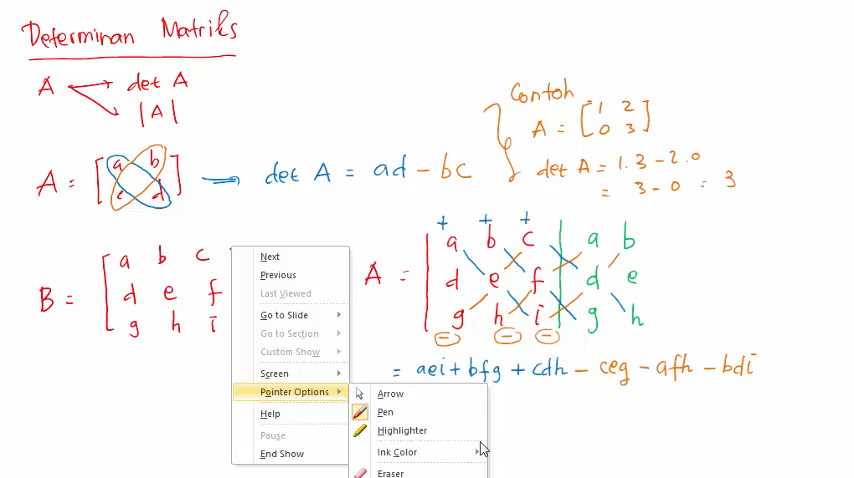 Determinan Matriks
A det A
|A|
A = [a b
c d] → det A = ad - bc
Contoh
A = [1 2
0 3]
det A = 1.3 - 2.0
= 3 - 0 = 3
B = [a b c
d e f
g h i
+ + +
A = |a b c| a b
d e f d e
g h i g h
- - -
= aei + bfg + cdh - ceg - afh - bdi
Next
Previous
Last Viewed
Go to Slide
Go to Section
Custom Show
Screen
Pointer Options
Help
Pause
End Show
Arrow
Pen
Highlighter
Ink Color
Eraser